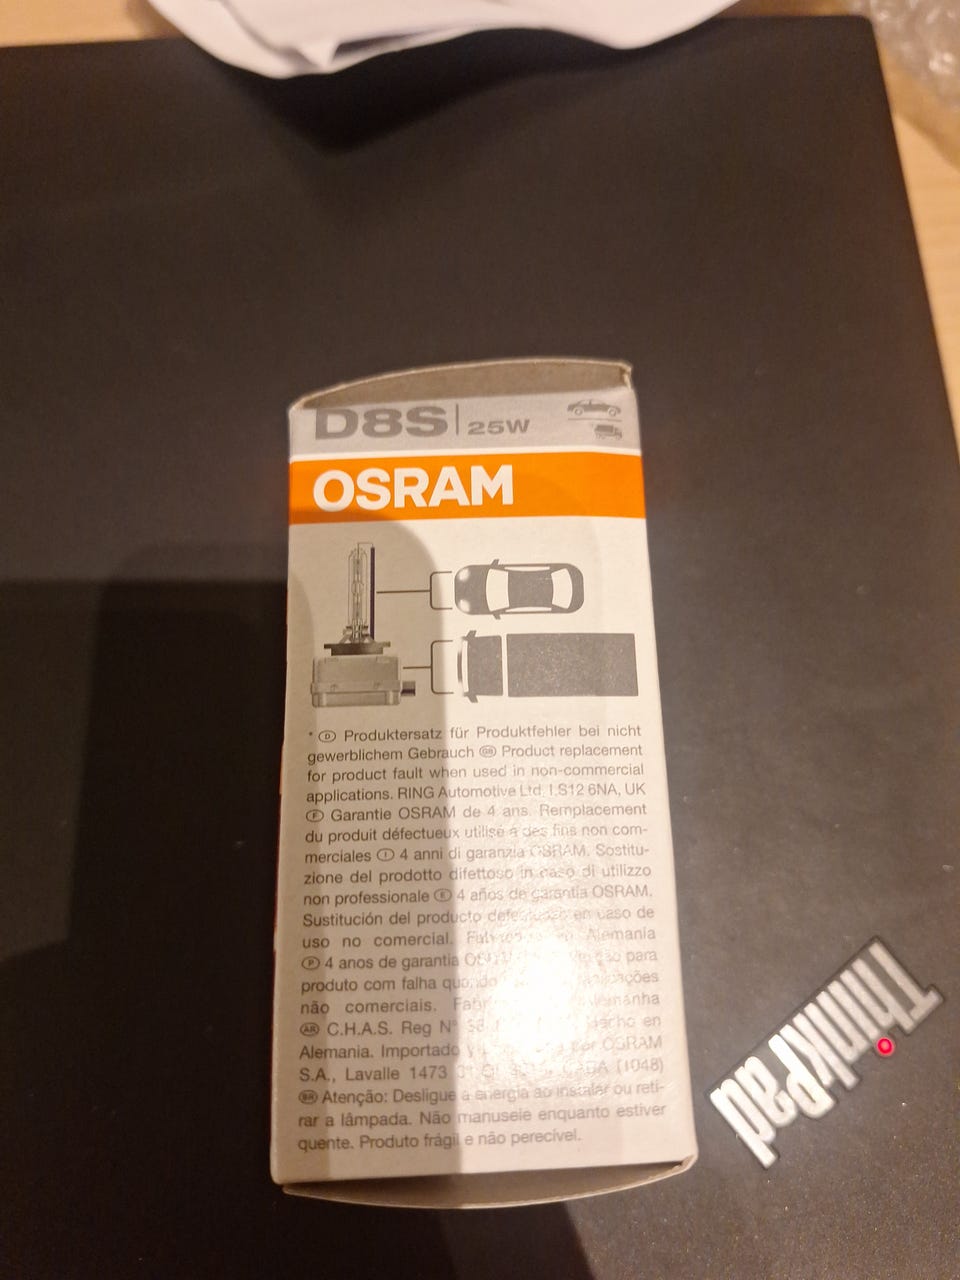 D8S 25W
OSRAM
* D Produktersatz für Produktfehler bei nicht
gewerblichem Gebrauch GB Product replacement
for product fault when used in non-commercial
applications. RING Automotive Ltd, LS12 6NA, UK
F Garantie OSRAM de 4 ans. Remplacement
du produit défectueux utilisé à des fins non com-
merciales I 4 anni di garanzia OSRAM. Sostitu-
zione del prodotto difettoso in caso di utilizzo
non professionale E 4 años de garantía OSRAM.
Sustitución del producto defectuoso en caso de
uso no comercial. Alemania
P 4 anos de garantia para
produto com falha quando
não comerciais.
AR C.H.A.S. Reg Nº en
Alemania. Importado por OSRAM
S.A., Lavalle 1473 CABA (1048)
BR Atenção: Desligue a energia ao instalar ou reti-
rar a lâmpada. Não manuseie enquanto estiver
quente. Produto frágil e não perecível.
ThinkPad